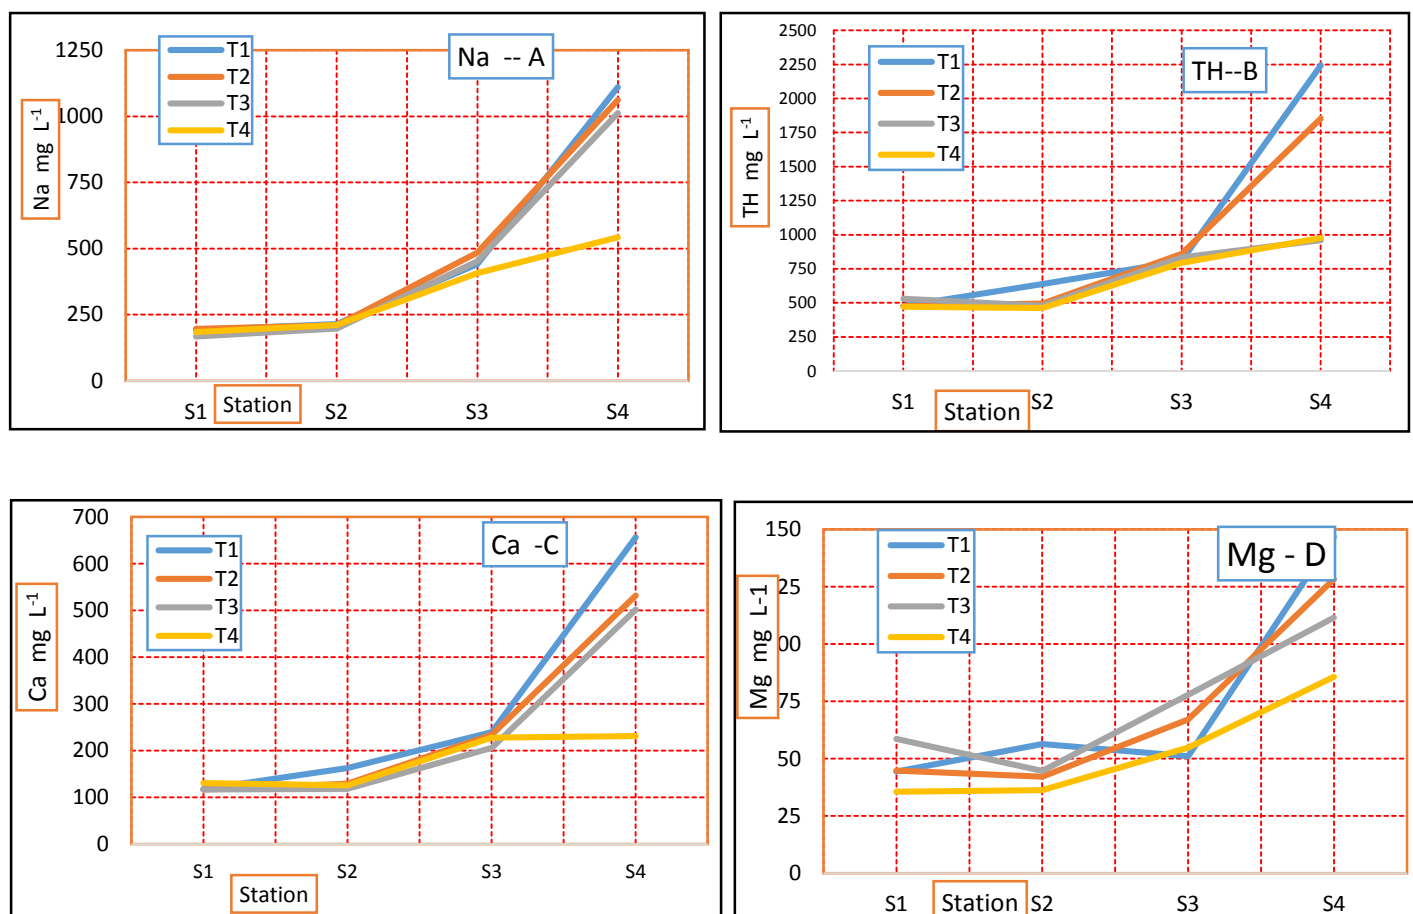 Na -- A
T1
T2
T3
T4
1250
1000
750
500
250
0
Na mg L-1
S1
S2
S3
S4
Station
TH--B
T1
T2
T3
T4
2500
2250
2000
1750
1500
1250
1000
750
500
250
0
TH mg L-1
S1
S2
S3
S4
Station
Ca -C
T1
T2
T3
T4
700
600
500
400
300
200
100
0
Ca mg L-1
S1
S2
S3
S4
Station
Mg - D
T1
T2
T3
T4
150
25
00
75
50
25
0
Mg mg L-1
S1
S2
S3
S4
Station